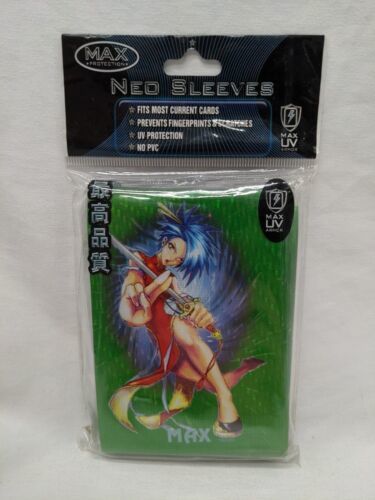 MAX
PROTECTION
NEO SLEEVES
FITS MOST CURRENT CARDS
PREVENTS FINGERPRINTS & SCRATCHES
UV PROTECTION
NO PVC
MAX
UV
ARMOR
最高品質
MAX
UV
ARMOR
MAX